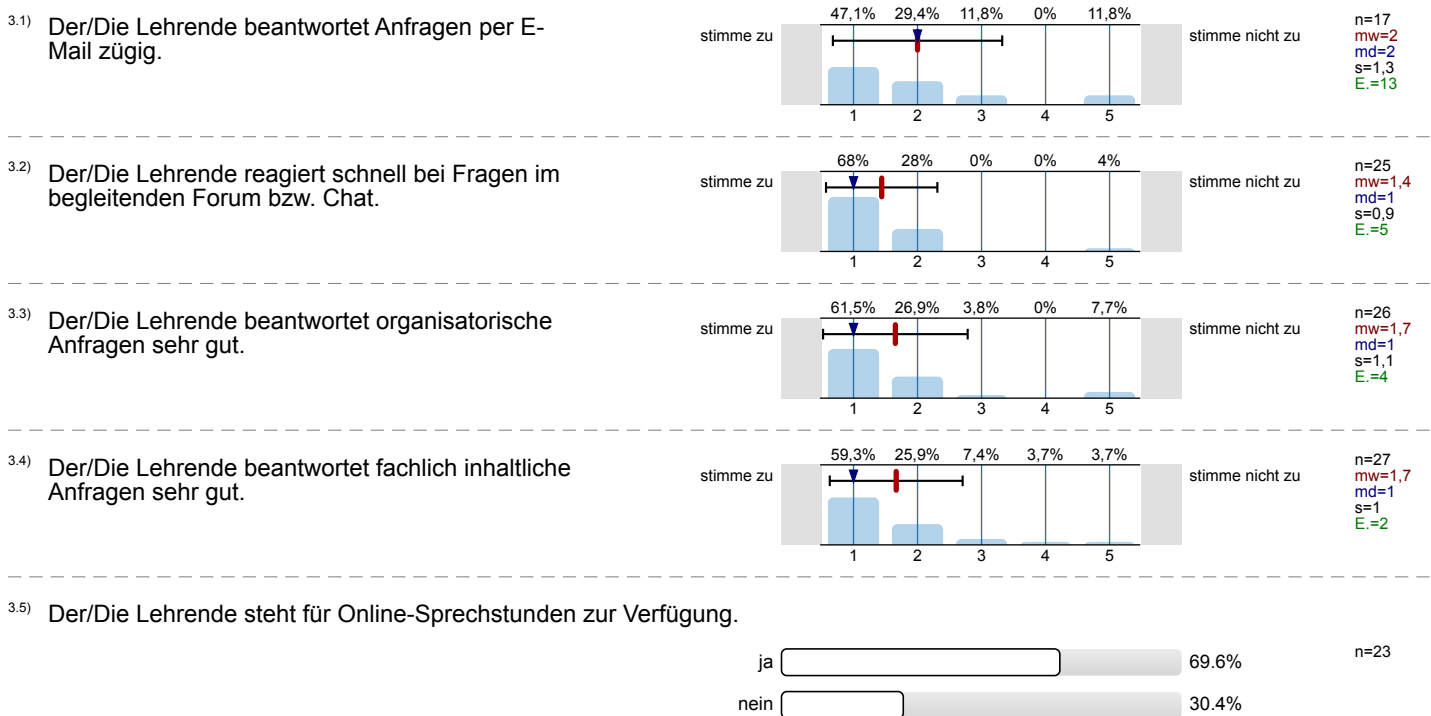 3.1) Der/Die Lehrende beantwortet Anfragen per E-
Mail zügig.
47,1% 29,4% 11,8% 0% 11,8%
stimme zu
stimme nicht zu
1 2 3 4 5
n=17
mw=2
md=2
s=1,3
E.=13
3.2) Der/Die Lehrende reagiert schnell bei Fragen im
begleitenden Forum bzw. Chat.
68% 28% 0% 0% 4%
stimme zu
stimme nicht zu
1 2 3 4 5
n=25
mw=1,4
md=1
s=0,9
E.=5
3.3) Der/Die Lehrende beantwortet organisatorische
Anfragen sehr gut.
61,5% 26,9% 3,8% 0% 7,7%
stimme zu
stimme nicht zu
1 2 3 4 5
n=26
mw=1,7
md=1
s=1,1
E.=4
3.4) Der/Die Lehrende beantwortet fachlich inhaltliche
Anfragen sehr gut.
59,3% 25,9% 7,4% 3,7% 3,7%
stimme zu
stimme nicht zu
1 2 3 4 5
n=27
mw=1,7
md=1
s=1
E.=2
3.5) Der/Die Lehrende steht für Online-Sprechstunden zur Verfügung.
ja 69.6%
n=23
nein 30.4%